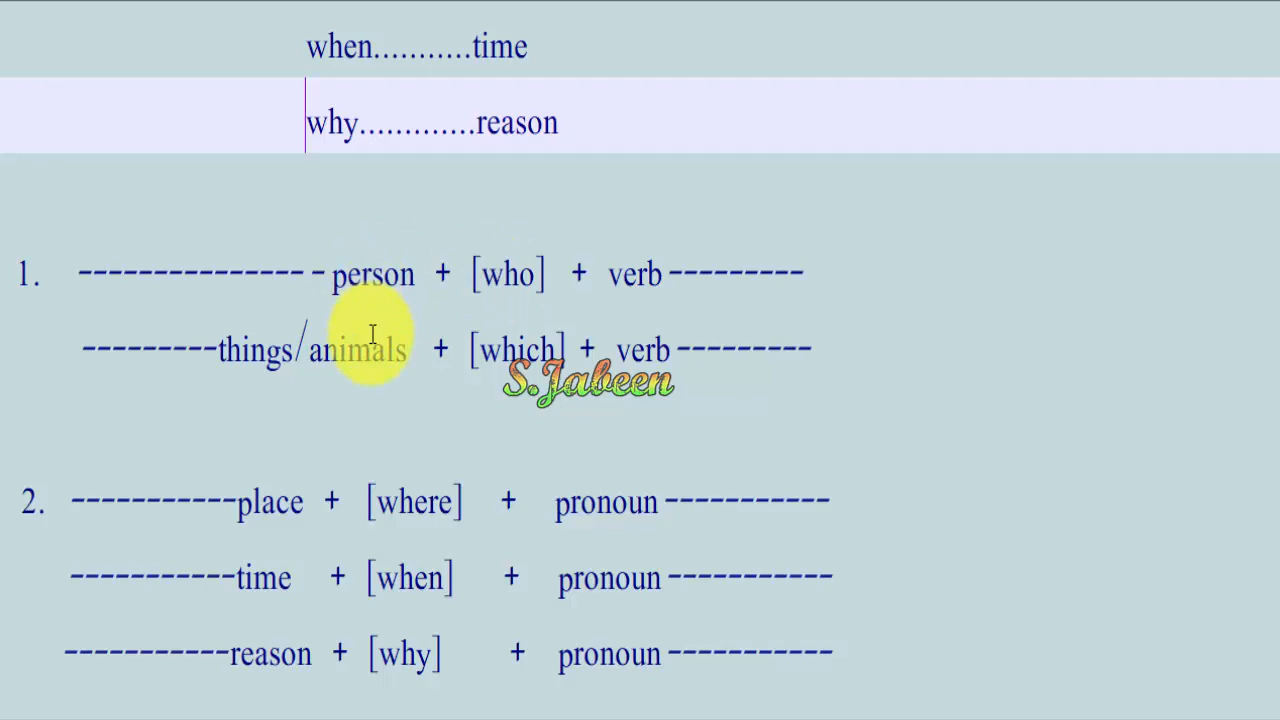 when...........time
why.............reason
1. ---------------- person + [who] + verb ---------
---------things/animals + [which] + verb ---------
S.Jabeen
2. -----------place + [where] + pronoun -----------
-----------time + [when] + pronoun -----------
-----------reason + [why] + pronoun -----------